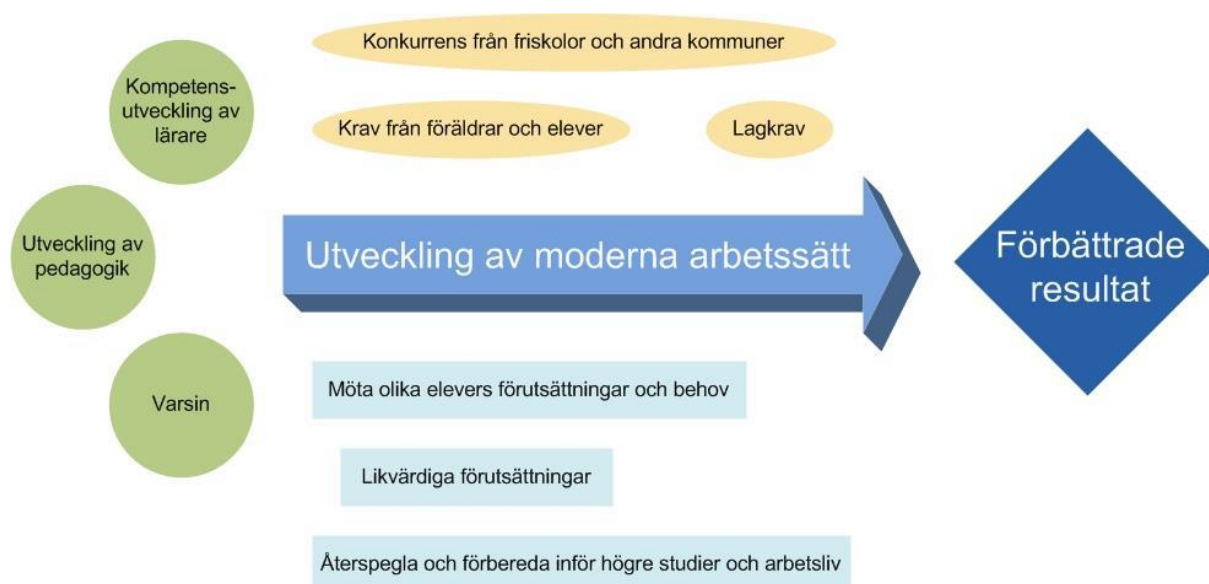 Kompetens-
utveckling av
lärare
Utveckling av
pedagogik
Varsin
Konkurrens från friskolor och andra kommuner
Krav från föräldrar och elever
Lagkrav
Utveckling av moderna arbetssätt
Möta olika elevers förutsättningar och behov
Likvärdiga förutsättningar
Återspegla och förbereda inför högre studier och arbetsliv
Förbättrade
resultat